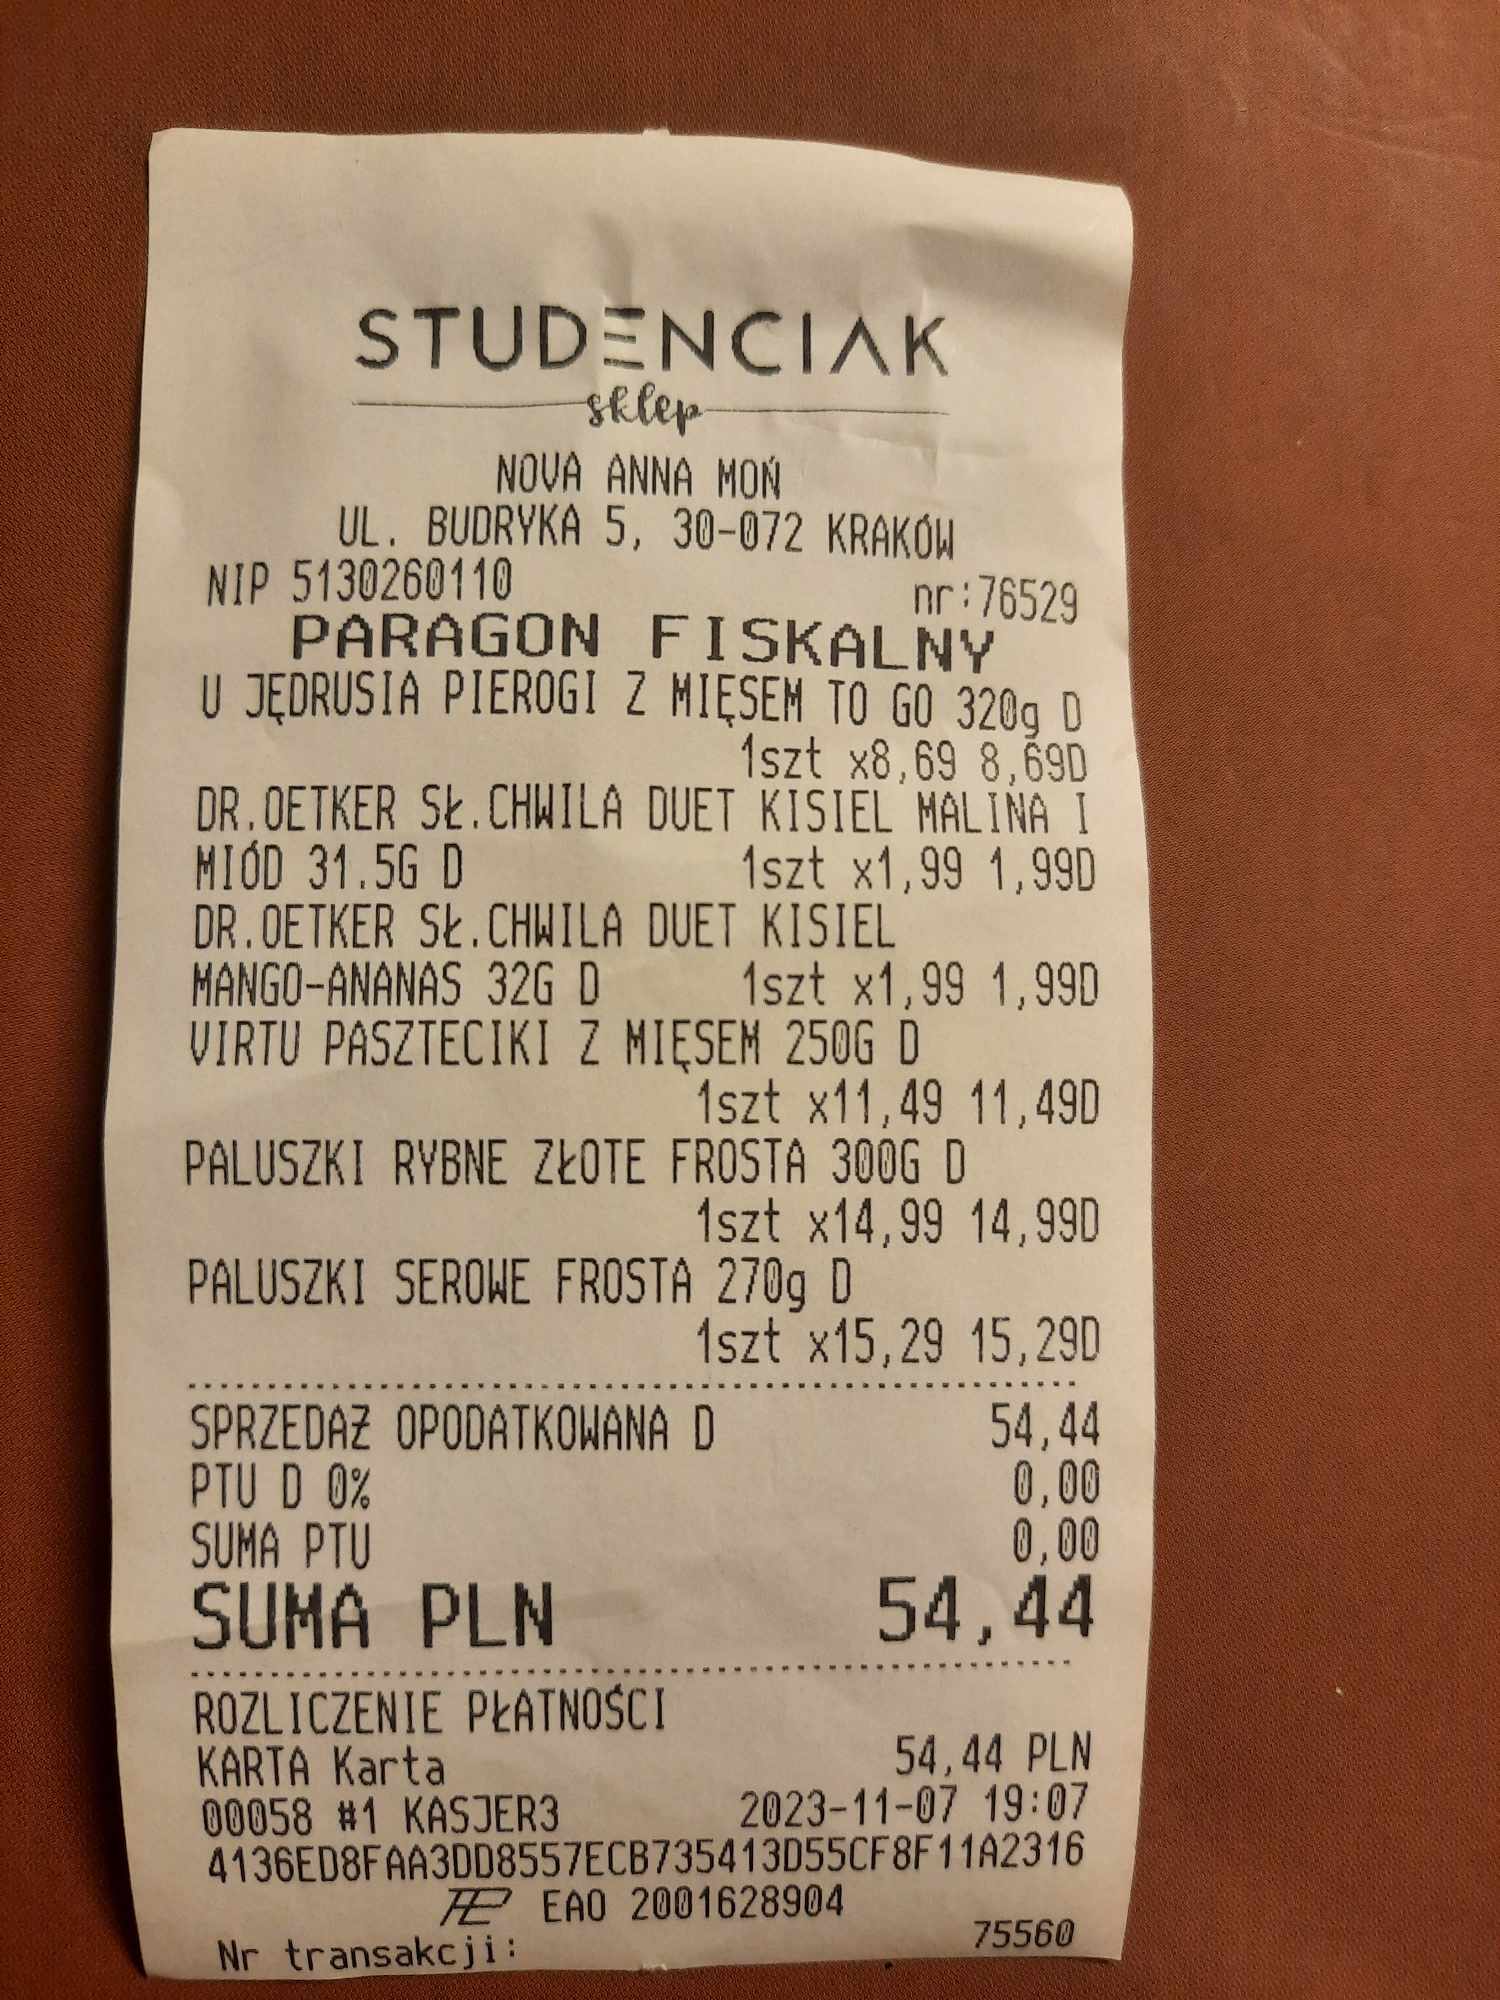 STUDENCIAK
sklep
NOVA ANNA MOŃ
UL. BUDRYKA 5, 30-072 KRAKÓW
NIP 5130260110 nr:76529
PARAGON FISKALNY
U JĘDRUSIA PIEROGI Z MIĘSEM TO GO 320g D
1szt x8,69 8,69D
DR.OETKER SŁ.CHWILA DUET KISIEL MALINA I
MIÓD 31.5G D 1szt x1,99 1,99D
DR.OETKER SŁ.CHWILA DUET KISIEL
MANGO-ANANAS 32G D 1szt x1,99 1,99D
VIRTU PASZTECIKI Z MIĘSEM 250G D
1szt x11,49 11,49D
PALUSZKI RYBNE ZŁOTE FROSTA 300G D
1szt x14,99 14,99D
PALUSZKI SEROWE FROSTA 270g D
1szt x15,29 15,29D
SPRZEDAŻ OPODATKOWANA D 54,44
PTU D 0% 0,00
SUMA PTU 0,00
SUMA PLN 54,44
ROZLICZENIE PŁATNOŚCI
KARTA Karta 54,44 PLN
00058 #1 KASJER3 2023-11-07 19:07
4136ED8FAA3DD8557ECB735413D55CF8F11A2316
EAO 2001628904
Nr transakcji: 75560